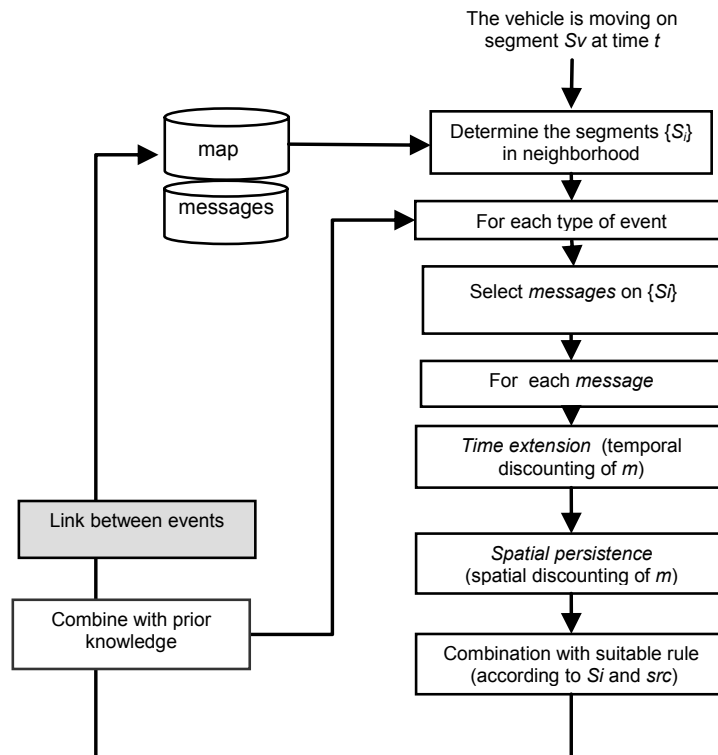 The vehicle is moving on
segment Sv at time t
Determine the segments {Si}
in neighborhood
map
messages
For each type of event
Select messages on {Si}
For each message
Time extension (temporal
discounting of m)
Link between events
Spatial persistence
(spatial discounting of m)
Combine with prior
knowledge
Combination with suitable rule
(according to Si and src)